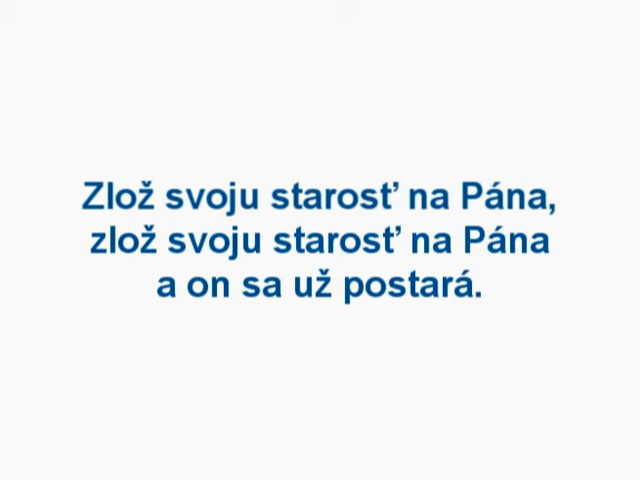 Zlož svoju starosť na Pána,
zlož svoju starosť na Pána
a on sa už postará.